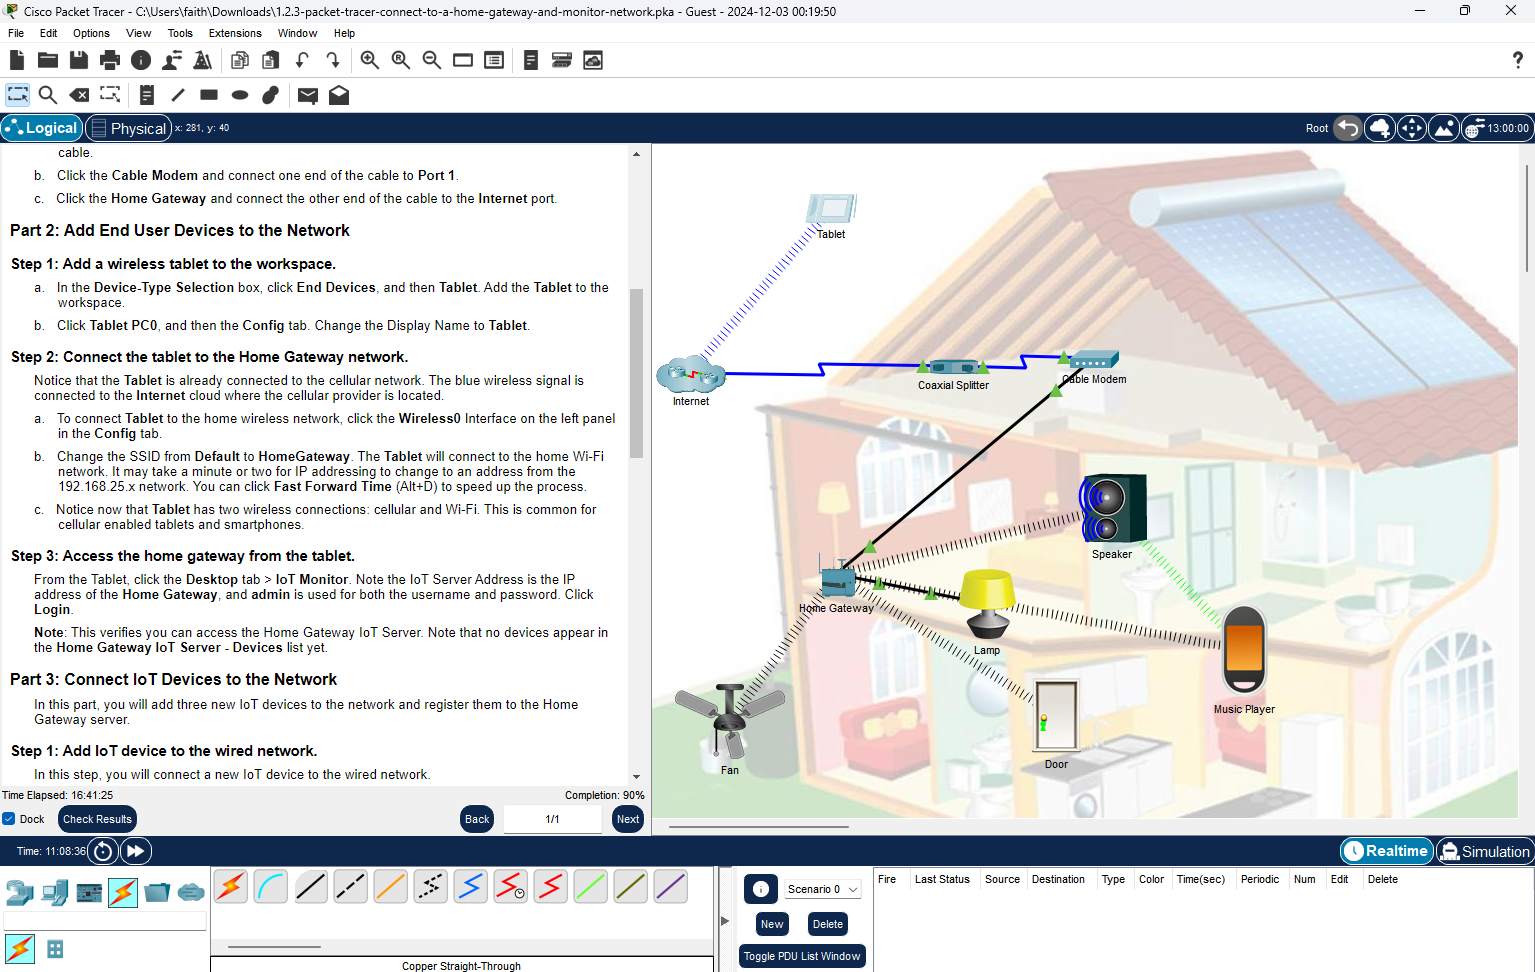 Cisco Packet Tracer - C:\Users\faith\Downloads\1.2.3-packet-tracer-connect-to-a-home-gateway-and-monitor-network.pka - Guest - 2024-12-03 00:19:50
File Edit Options View Tools Extensions Window Help
?
Logical Physical x: 281, y: 40 Root 13:00:00
cable.
b. Click the Cable Modem and connect one end of the cable to Port 1.
c. Click the Home Gateway and connect the other end of the cable to the Internet port.
Part 2: Add End User Devices to the Network
Step 1: Add a wireless tablet to the workspace.
a. In the Device-Type Selection box, click End Devices, and then Tablet. Add the Tablet to the
workspace.
b. Click Tablet PC0, and then the Config tab. Change the Display Name to Tablet.
Step 2: Connect the tablet to the Home Gateway network.
Notice that the Tablet is already connected to the cellular network. The blue wireless signal is
connected to the Internet cloud where the cellular provider is located.
a. To connect Tablet to the home wireless network, click the Wireless0 Interface on the left panel
in the Config tab.
b. Change the SSID from Default to HomeGateway. The Tablet will connect to the home Wi-Fi
network. It may take a minute or two for IP addressing to change to an address from the
192.168.25.x network. You can click Fast Forward Time (Alt+D) to speed up the process.
c. Notice now that Tablet has two wireless connections: cellular and Wi-Fi. This is common for
cellular enabled tablets and smartphones.
Step 3: Access the home gateway from the tablet.
From the Tablet, click the Desktop tab > IoT Monitor. Note the IoT Server Address is the IP
address of the Home Gateway, and admin is used for both the username and password. Click
Login.
Note: This verifies you can access the Home Gateway IoT Server. Note that no devices appear in
the Home Gateway IoT Server - Devices list yet.
Part 3: Connect IoT Devices to the Network
In this part, you will add three new IoT devices to the network and register them to the Home
Gateway server.
Step 1: Add IoT device to the wired network.
In this step, you will connect a new IoT device to the wired network.
Time Elapsed: 16:41:25 Completion: 90%
Dock Check Results Back 1/1 Next
Tablet
Internet
Coaxial Splitter
Cable Modem
Speaker
Home Gateway
Lamp
Music Player
Door
Fan
Time: 11:08:36 Realtime Simulation
Scenario 0
New Delete
Toggle PDU List Window
Fire Last Status Source Destination Type Color Time(sec) Periodic Num Edit Delete
Copper Straight-Through